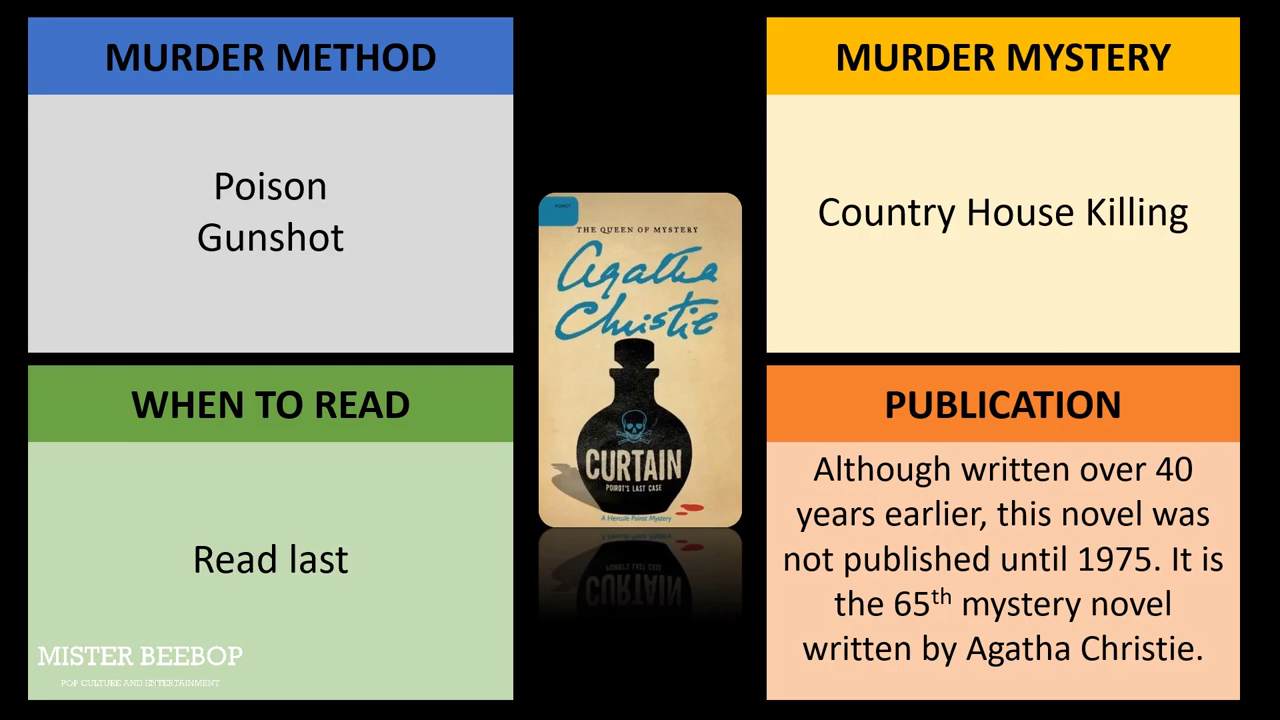 MURDER METHOD
Poison
Gunshot
MURDER MYSTERY
Country House Killing
POIROT
THE QUEEN OF MYSTERY
Agatha
Christie
CURTAIN
POIROT'S LAST CASE
A Hercule Poirot Mystery
WHEN TO READ
Read last
MISTER BEEBOP
POP CULTURE AND ENTERTAINMENT
PUBLICATION
Although written over 40
years earlier, this novel was
not published until 1975. It is
the 65th mystery novel
written by Agatha Christie.